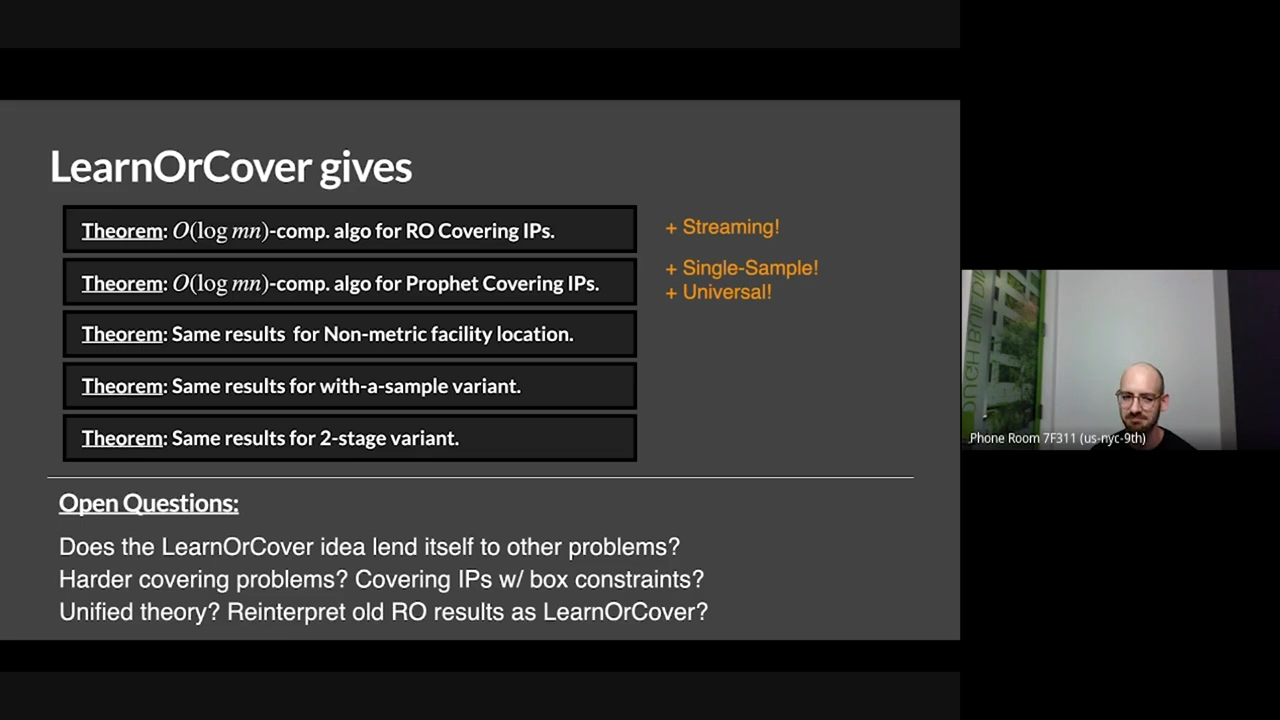 LearnOrCover gives
Theorem: O(log mn)-comp. algo for RO Covering IPs.
+ Streaming!
Theorem: O(log mn)-comp. algo for Prophet Covering IPs.
+ Single-Sample!
+ Universal!
Theorem: Same results for Non-metric facility location.
Theorem: Same results for with-a-sample variant.
Theorem: Same results for 2-stage variant.
Open Questions:
Does the LearnOrCover idea lend itself to other problems?
Harder covering problems? Covering IPs w/ box constraints?
Unified theory? Reinterpret old RO results as LearnOrCover?
Phone Room 7F311 (us-nyc-9th)